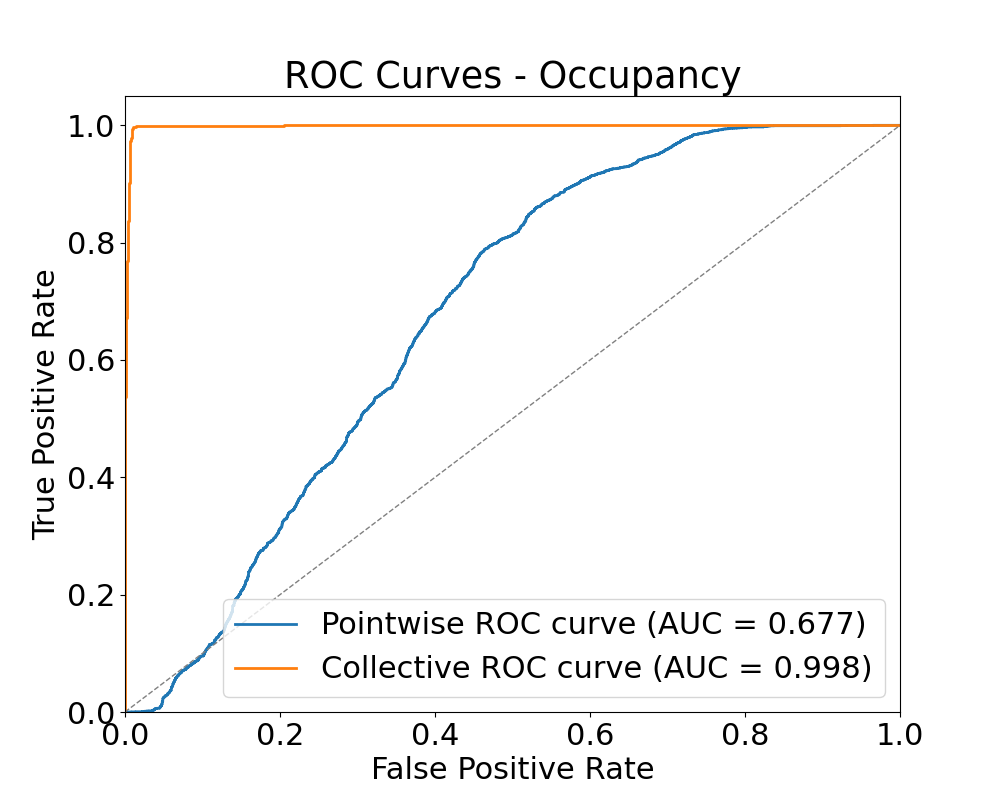 ROC Curves - Occupancy
True Positive Rate
1.0
0.8
0.6
0.4
0.2
0.0
Pointwise ROC curve (AUC = 0.677)
Collective ROC curve (AUC = 0.998)
0.0 0.2 0.4 0.6 0.8 1.0
False Positive Rate